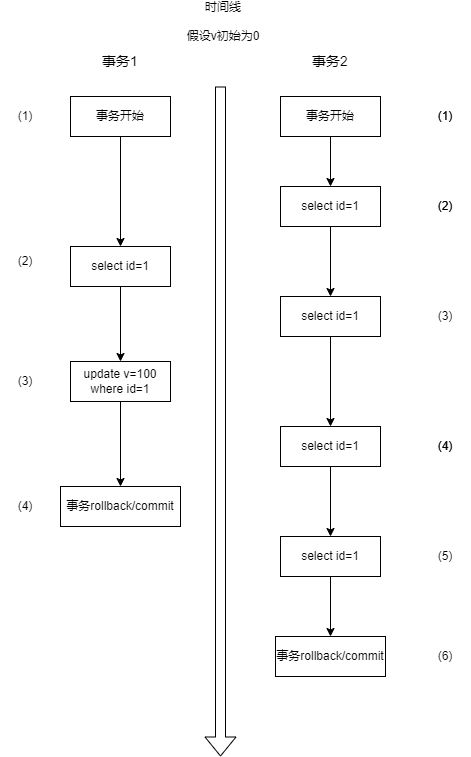 时间线
假设v初始为0
事务1
事务2
(1)
事务开始
事务开始
(1)
select id=1
(2)
(2)
select id=1
select id=1
(3)
(3)
update v=100
where id=1
select id=1
(4)
(4)
事务rollback/commit
select id=1
(5)
事务rollback/commit
(6)